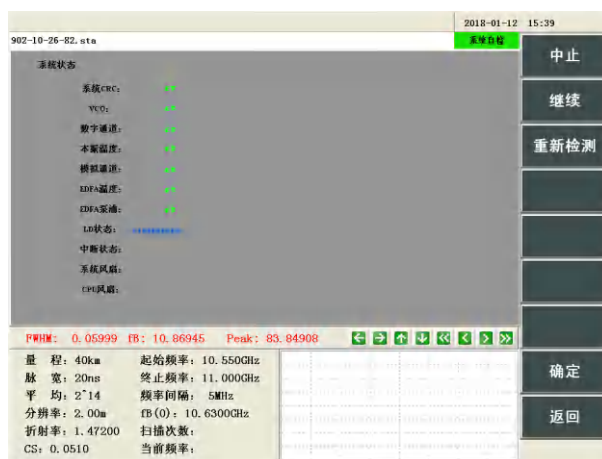 2018-01-12 15:39
902-10-26-82.sta
系统自检
系统状态
系统CRC:
VCO:
数字通道:
本振温度:
模拟通道:
EDFA温度:
EDFA泵浦:
LD状态:
中断状态:
系统风扇:
CPU风扇:
中止
继续
重新检测
确定
返回
FWHM: 0.05999 fB: 10.86945 Peak: 83.84908
量 程: 40km 起始频率: 10.550GHz
脉 宽: 20ns 终止频率: 11.000GHz
平 均: 2^14 频率间隔: 5MHz
分辨率: 2.00m fB(0): 10.6300GHz
折射率: 1.47200 扫描次数:
CS: 0.0510 当前频率: